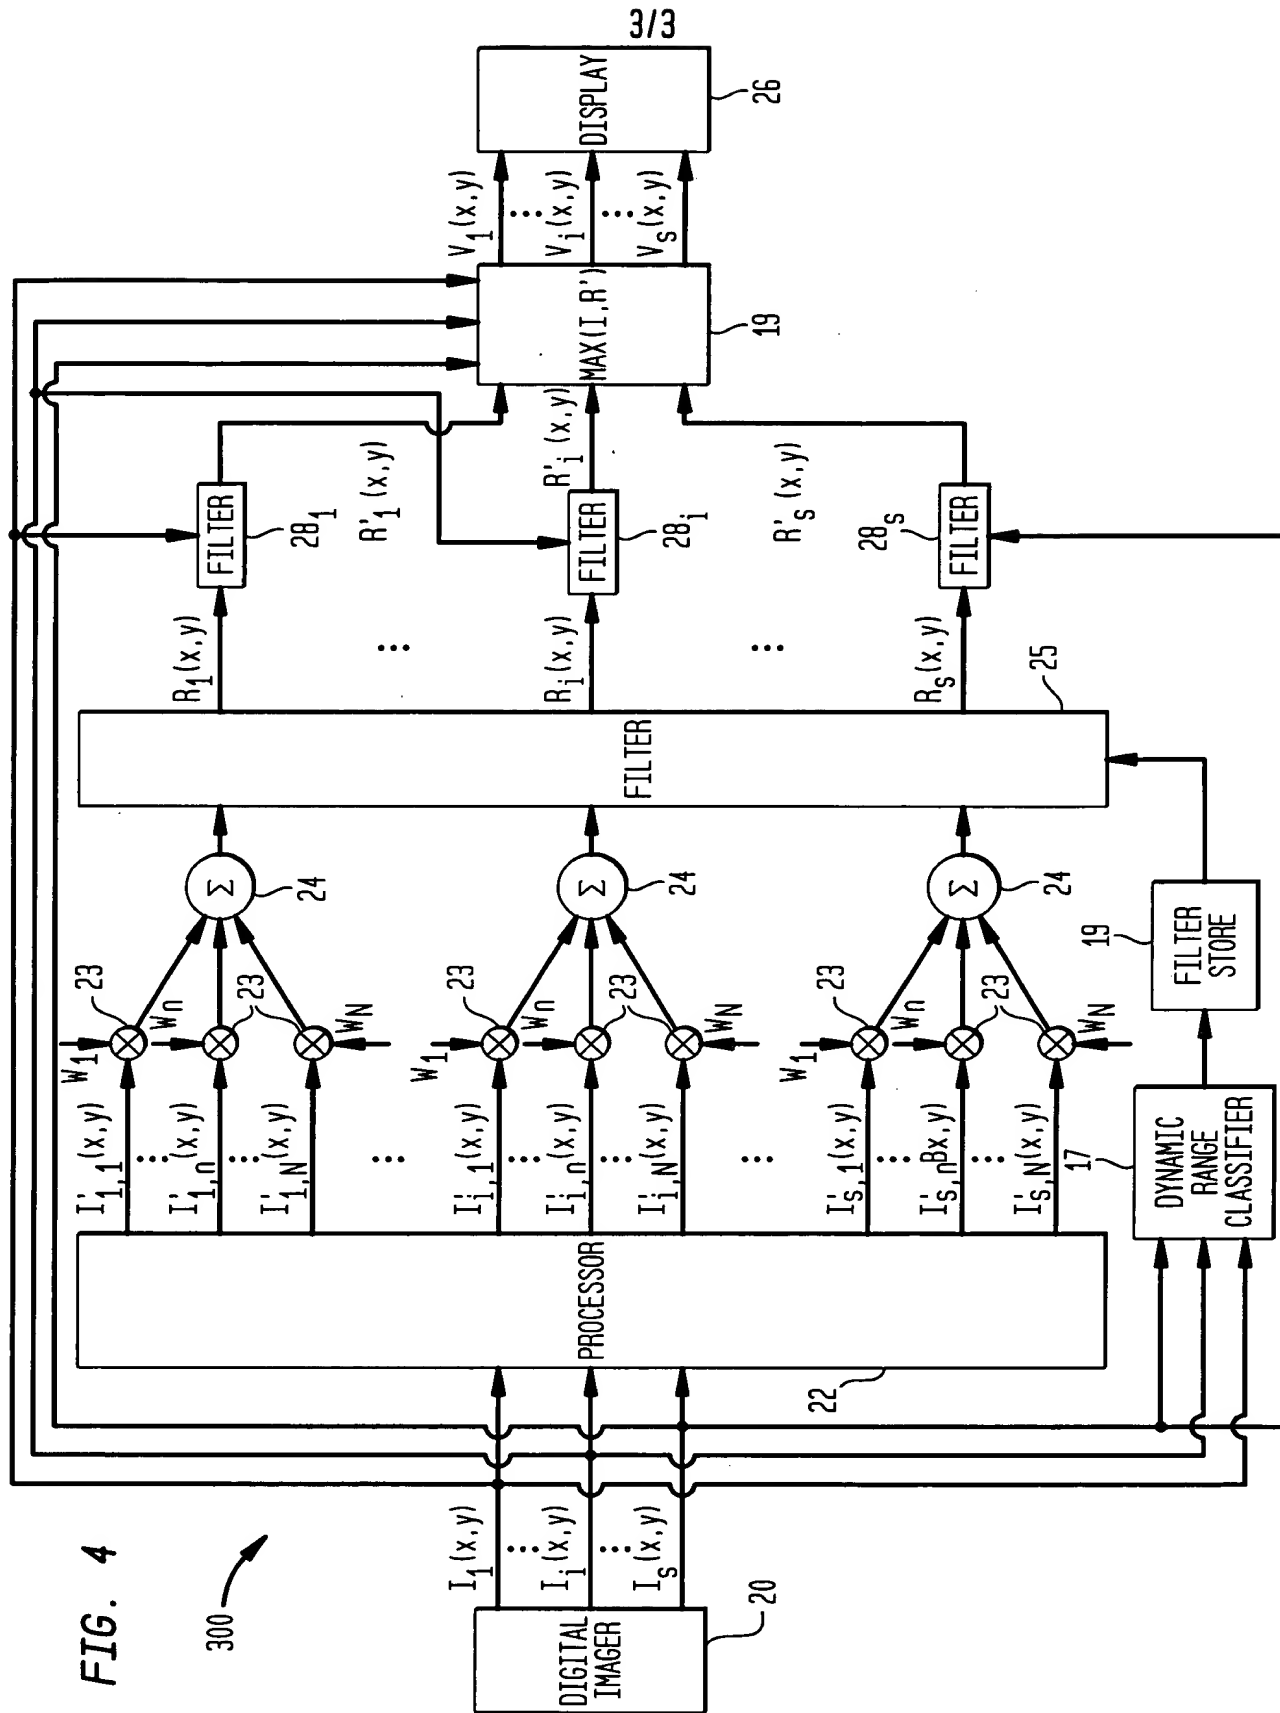 3/3
FIG. 4
300
DIGITAL IMAGER
20
I1(x,y)
•••
Ii(x,y)
•••
Is(x,y)
PROCESSOR
22
I'1,1(x,y)
•••
I'1,n(x,y)
•••
I'1,N(x,y)
•••
I'i,1(x,y)
•••
I'i,n(x,y)
•••
I'i,N(x,y)
•••
I's,1(x,y)
•••
I's,nBx,y)
•••
I's,N(x,y)
W1
23
Wn
23
WN
W1
23
Wn
23
WN
W1
23
Wn
23
WN
Σ
24
Σ
24
Σ
24
DYNAMIC
RANGE
CLASSIFIER
17
FILTER
STORE
19
FILTER
25
R1(x,y)
•••
Ri(x,y)
•••
Rs(x,y)
FILTER
281
FILTER
28i
FILTER
28s
R'1(x,y)
R'i(x,y)
R's(x,y)
MAX(I,R')
19
V1(x,y)
•••
Vi(x,y)
•••
Vs(x,y)
DISPLAY
26